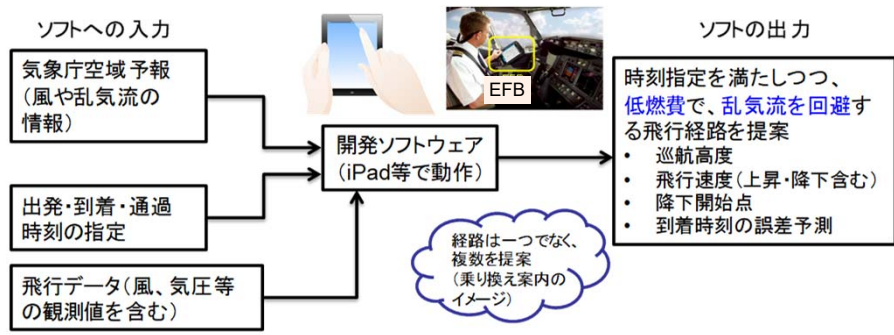 ソフトへの入力
気象庁空域予報
(風や乱気流の
情報)
出発・到着・通過
時刻の指定
飛行データ(風、気圧等
の観測値を含む)
EFB
開発ソフトウェア
(iPad等で動作)
経路は一つでなく、
複数を提案
(乗り換え案内の
イメージ)
ソフトの出力
時刻指定を満たしつつ、
低燃費で、乱気流を回避す
る飛行経路を提案
• 巡航高度
• 飛行速度(上昇・降下含む)
• 降下開始点
• 到着時刻の誤差予測